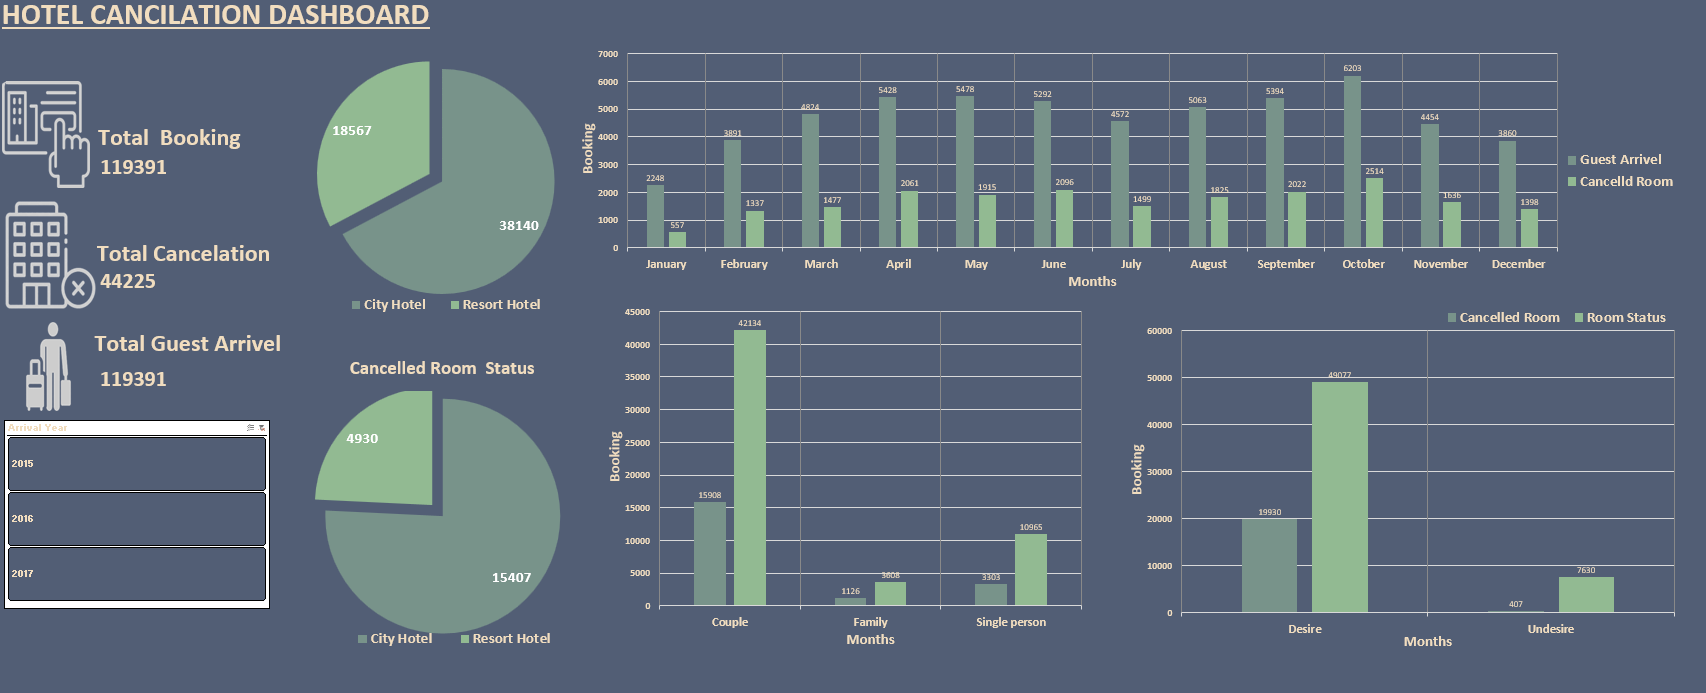 HOTEL CANCILATION DASHBOARD
Total Booking
119391
Total Cancelation
44225
Total Guest Arrivel
119391
Arrival Year
2015
2016
2017
18567
38140
City Hotel Resort Hotel
Cancelled Room Status
4930
15407
City Hotel Resort Hotel
Booking
7000
6000
5000
4000
3000
2000
1000
0
2248 3891 4824 5428 5478 5292 4572 5063 5394 6203 4454 3860
557 1337 1477 2061 1915 2096 1499 1825 2022 2514 1636 1398
January February March April May June July August September October November December
Months
Guest Arrivel
Cancelld Room
Booking
45000
40000
35000
30000
25000
20000
15000
10000
5000
0
15908 42134 1126 3608 3303 10965
Couple Family Single person
Months
Cancelled Room Room Status
Booking
60000
50000
40000
30000
20000
10000
0
19930 49077 407 7630
Desire Undesire
Months